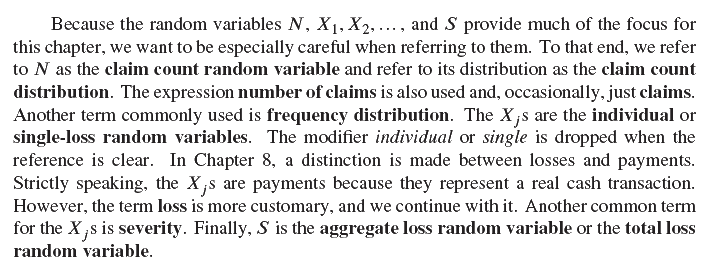 Because the random variables N, X₁, X₂, …, and S provide much of the focus for
this chapter, we want to be especially careful when referring to them. To that end, we refer
to N as the claim count random variable and refer to its distribution as the claim count
distribution. The expression number of claims is also used and, occasionally, just claims.
Another term commonly used is frequency distribution. The Xⱼs are the individual or
single-loss random variables. The modifier individual or single is dropped when the
reference is clear. In Chapter 8, a distinction is made between losses and payments.
Strictly speaking, the Xⱼs are payments because they represent a real cash transaction.
However, the term loss is more customary, and we continue with it. Another common term
for the Xⱼs is severity. Finally, S is the aggregate loss random variable or the total loss
random variable.